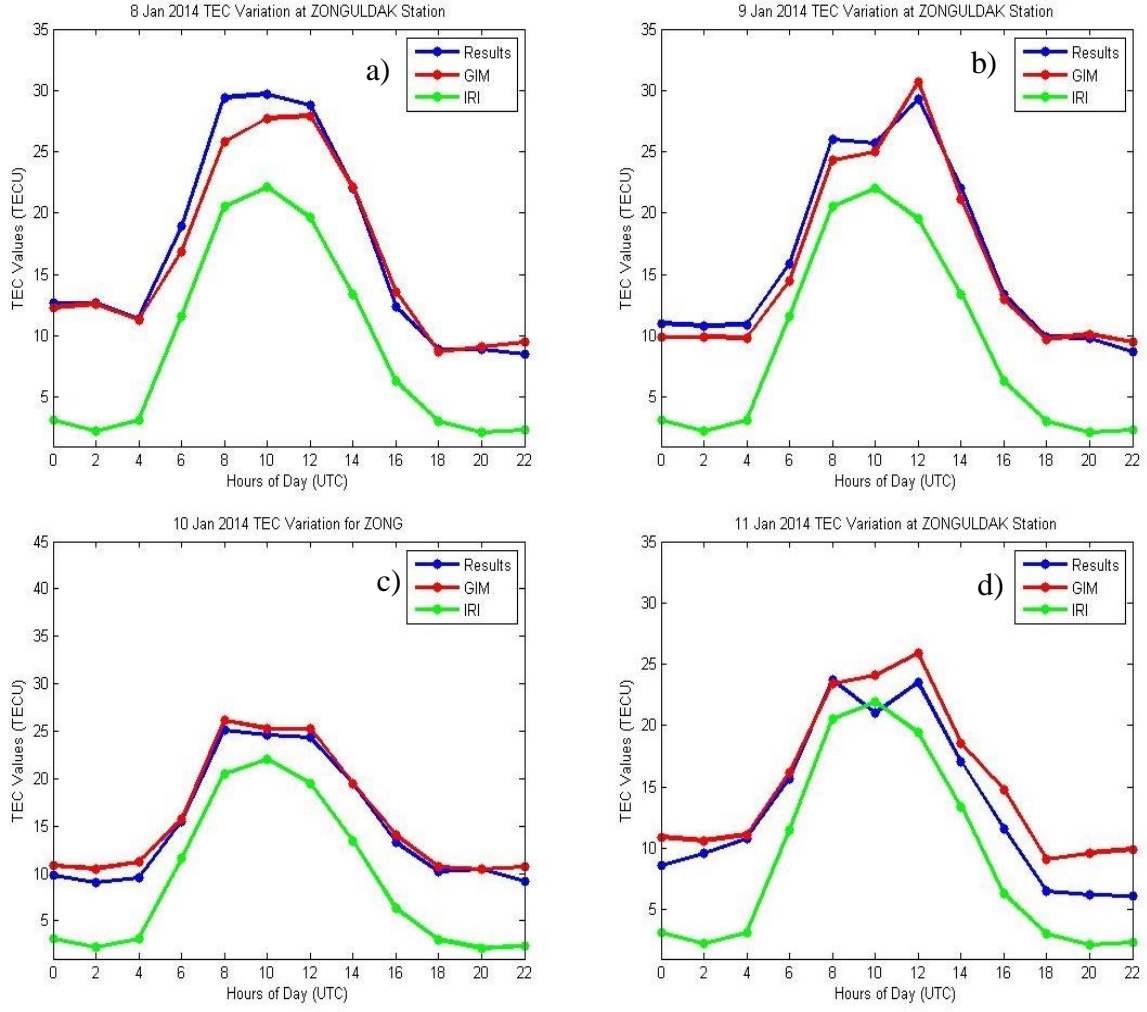 8 Jan 2014 TEC Variation at ZONGULDAK Station
a)
Results
GIM
IRI
TEC Values (TECU)
35
30
25
20
15
10
5
0 2 4 6 8 10 12 14 16 18 20 22
Hours of Day (UTC)
9 Jan 2014 TEC Variation at ZONGULDAK Station
b)
Results
GIM
IRI
TEC Values (TECU)
35
30
25
20
15
10
5
0 2 4 6 8 10 12 14 16 18 20 22
Hours of Day (UTC)
10 Jan 2014 TEC Variation for ZONG
c)
Results
GIM
IRI
TEC Values (TECU)
45
40
35
30
25
20
15
10
5
0 2 4 6 8 10 12 14 16 18 20 22
Hours of Day (UTC)
11 Jan 2014 TEC Variation at ZONGULDAK Station
d)
Results
GIM
IRI
TEC Values (TECU)
35
30
25
20
15
10
5
0 2 4 6 8 10 12 14 16 18 20 22
Hours of Day (UTC)